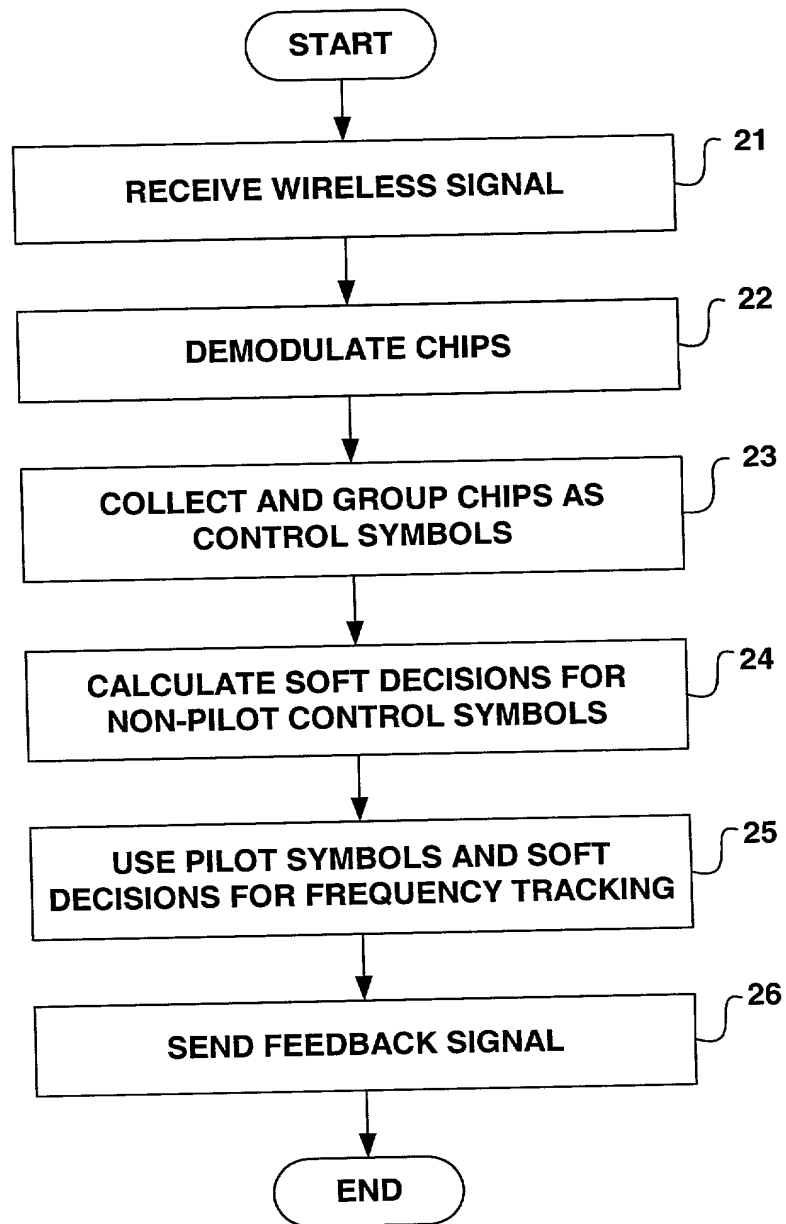 START
21
RECEIVE WIRELESS SIGNAL
22
DEMODULATE CHIPS
23
COLLECT AND GROUP CHIPS AS
CONTROL SYMBOLS
24
CALCULATE SOFT DECISIONS FOR
NON-PILOT CONTROL SYMBOLS
25
USE PILOT SYMBOLS AND SOFT
DECISIONS FOR FREQUENCY TRACKING
26
SEND FEEDBACK SIGNAL
END